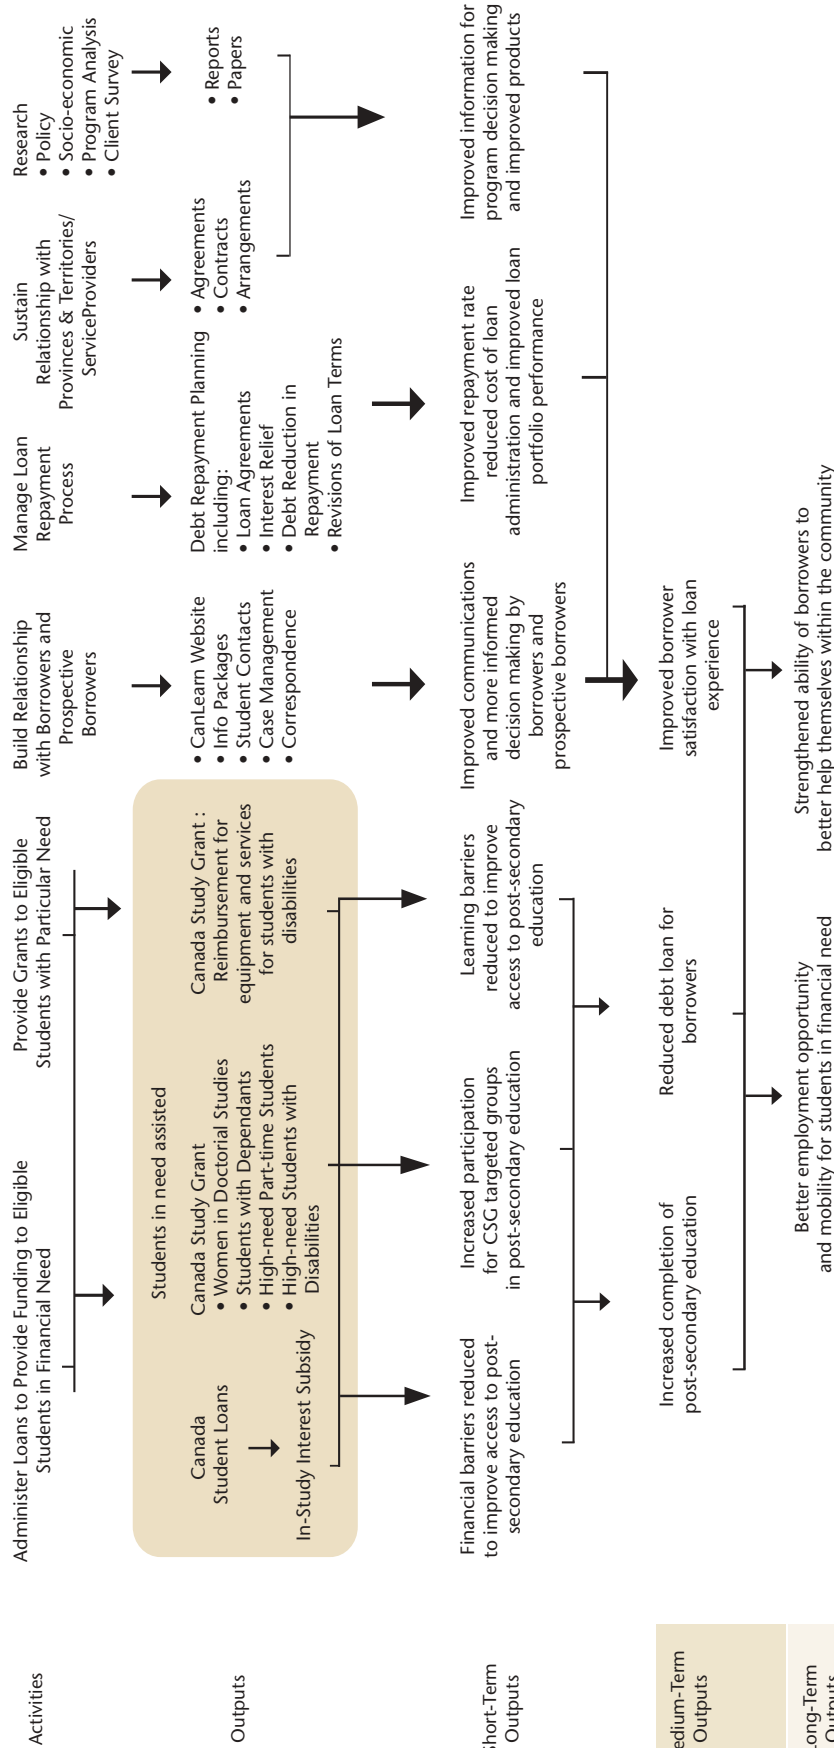 Activities
Administer Loans to Provide Funding to Eligible
Students in Financial Need
Provide Grants to Eligible
Students with Particular Need
Build Relationship
with Borrowers and
Prospective
Borrowers
Manage Loan
Repayment
Process
Sustain
Relationship with
Provinces & Territories/
ServiceProviders
Research
• Policy
• Socio-economic
• Program Analysis
• Client Survey
Outputs
Students in need assisted
Canada
Student Loans
In-Study Interest Subsidy
Canada Study Grant
• Women in Doctorial Studies
• Students with Dependants
• High-need Part-time Students
• High-need Students with
Disabilities
Canada Study Grant :
Reimbursement for
equipment and services
for students with
disabilities
• CanLearn Website
• Info Packages
• Student Contacts
• Case Management
• Correspondence
Debt Repayment Planning
including:
• Loan Agreements
• Interest Relief
• Debt Reduction in
Repayment
• Revisions of Loan Terms
• Agreements
• Contracts
• Arrangements
• Reports
• Papers
Short-Term
Outputs
Financial barriers reduced
to improve access to post-
secondary education
Increased participation
for CSG targeted groups
in post-secondary education
Learning barriers
reduced to improve
access to post-secondary
education
Improved communications
and more informed
decision making by
borrowers and
prospective borrowers
Improved repayment rate
reduced cost of loan
administration and improved loan
portfolio performance
Improved information for
program decision making
and improved products
edium-Term
Outputs
Increased completion of
post-secondary education
Reduced debt loan for
borrowers
Improved borrower
satisfaction with loan
experience
Long-Term
Outputs
Better employment opportunity
and mobility for students in financial need
Strengthened ability of borrowers to
better help themselves within the community